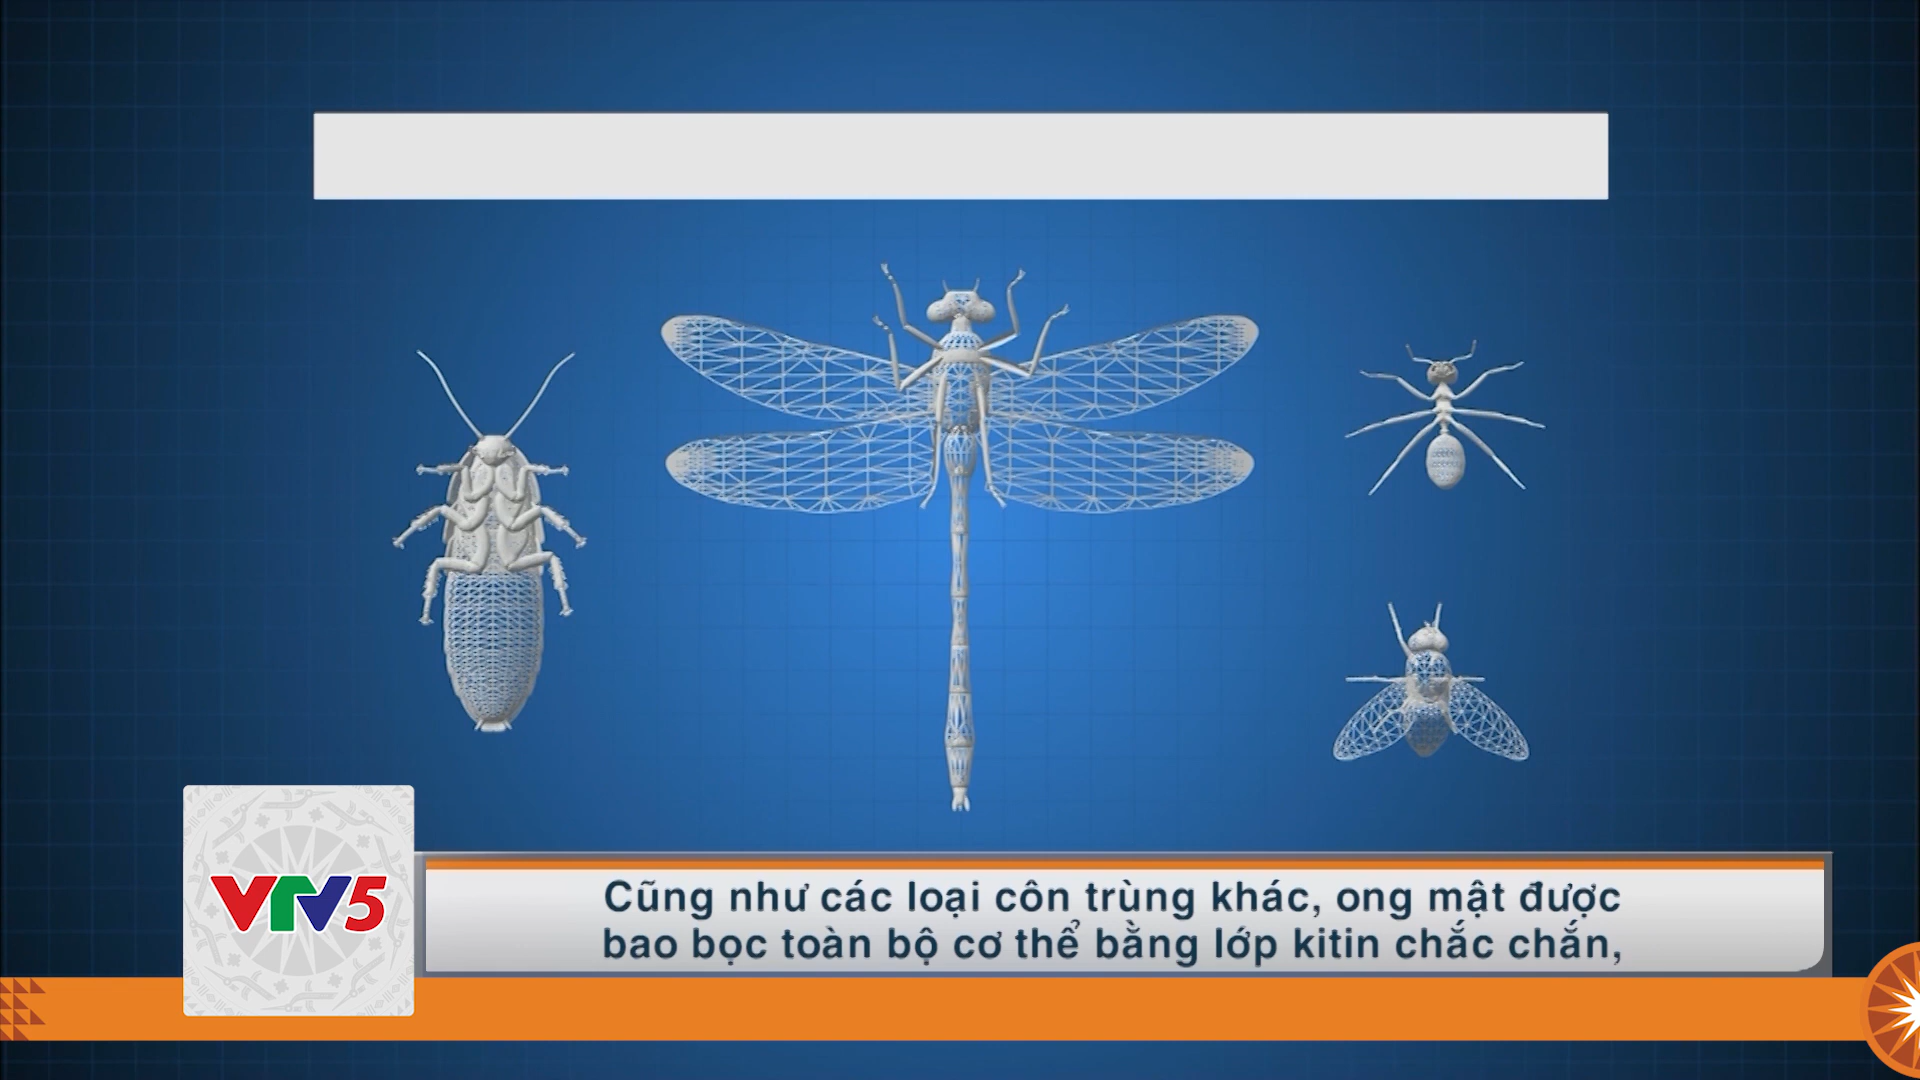 VTV5
Cũng như các loại côn trùng khác, ong mật được
bao bọc toàn bộ cơ thể bằng lớp kitin chắc chắn,